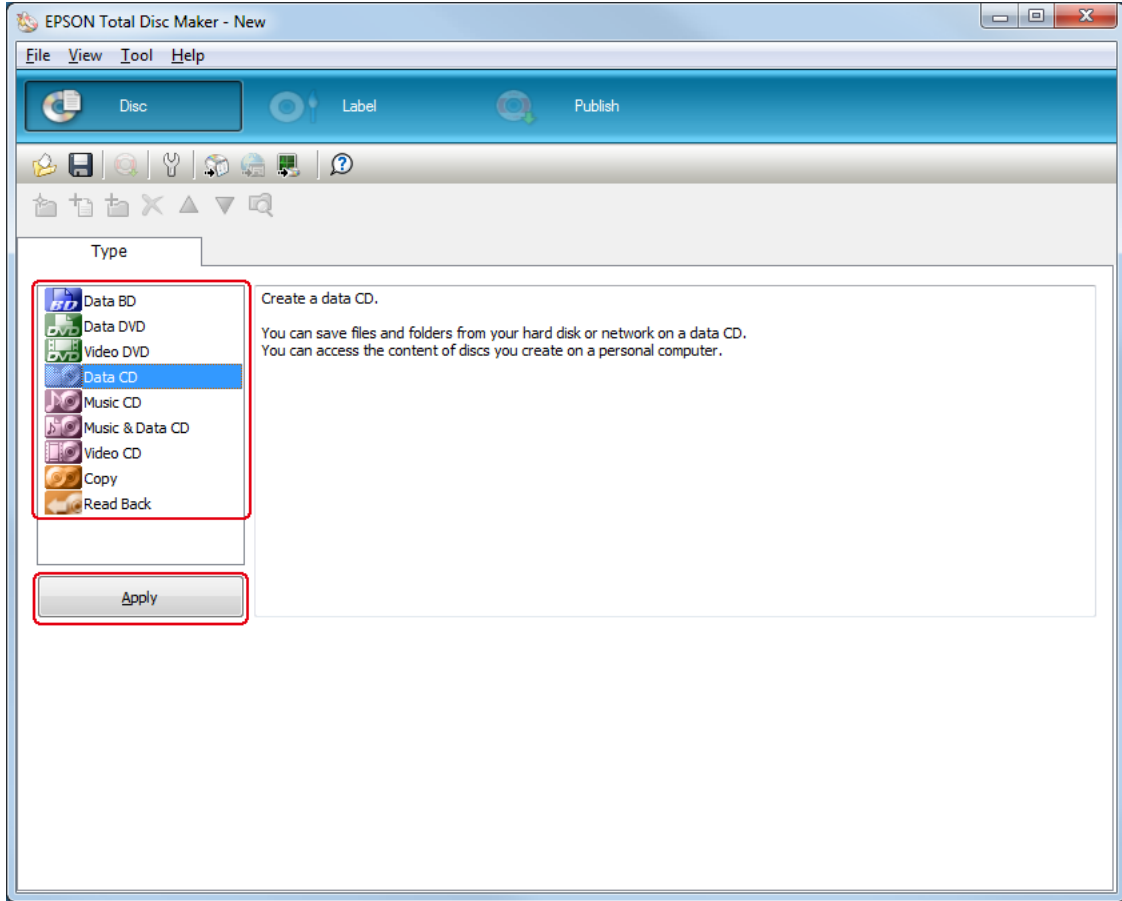 EPSON Total Disc Maker - New
File View Tool Help
Disc Label Publish
Type
BD Data BD
DVD Data DVD
DVD Video DVD
Data CD
Music CD
Music & Data CD
Video CD
Copy
Read Back
Apply
Create a data CD.
You can save files and folders from your hard disk or network on a data CD.
You can access the content of discs you create on a personal computer.